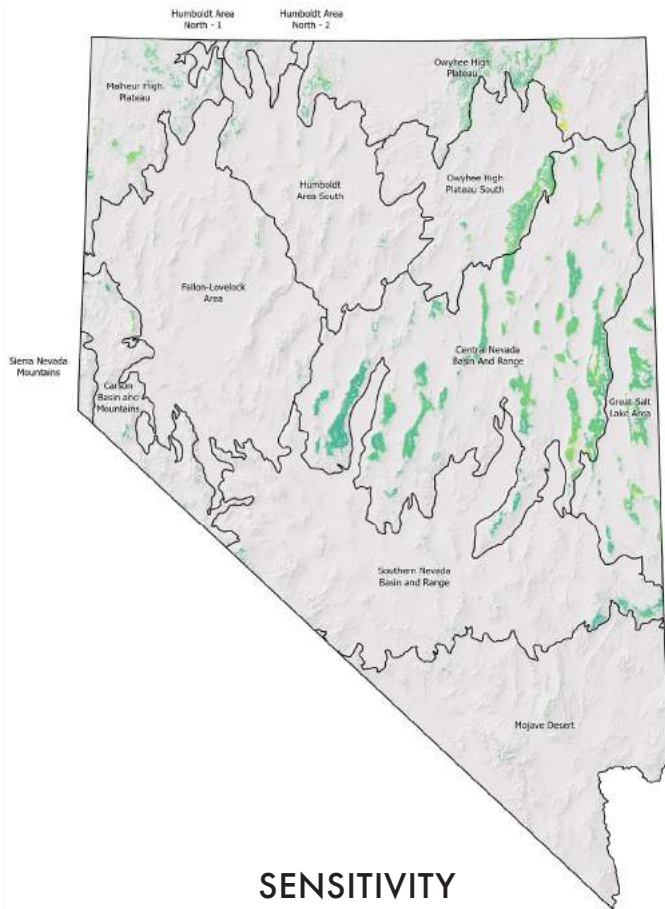 Humboldt Area
North - 1
Humboldt Area
North - 2
Malheur High
Plateau
Owyhee High
Plateau
Humboldt
Area South
Owyhee High
Plateau South
Fallon-Lovelock
Area
Sierra Nevada
Mountains
Carson
Basin and
Mountains
Central Nevada
Basin And Range
Great Salt
Lake Area
Southern Nevada
Basin and Range
Mojave Desert
SENSITIVITY